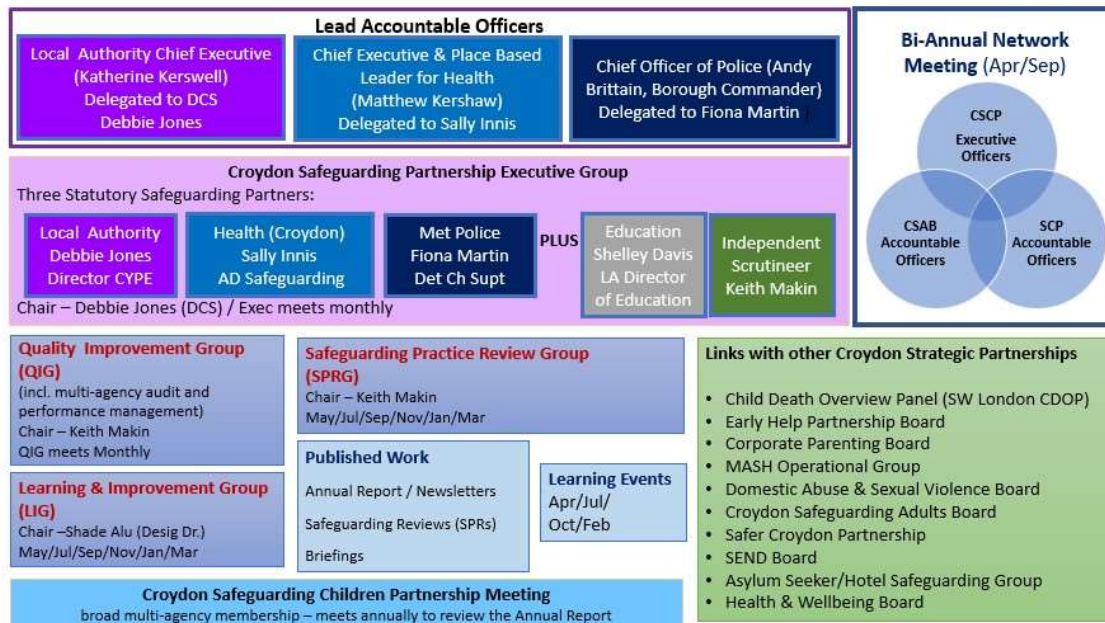 Lead Accountable Officers
Local Authority Chief Executive
(Katherine Kerswell)
Delegated to DCS
Debbie Jones
Chief Executive & Place Based
Leader for Health
(Matthew Kershaw)
Delegated to Sally Innis
Chief Officer of Police (Andy
Brittain, Borough Commander)
Delegated to Fiona Martin
Bi-Annual Network
Meeting (Apr/Sep)
CSCP
Executive
Officers
CSAB
Accountable
Officers
SCP
Accountable
Officers
Croydon Safeguarding Partnership Executive Group
Three Statutory Safeguarding Partners:
Local Authority
Debbie Jones
Director CYPE
Health (Croydon)
Sally Innis
AD Safeguarding
Met Police
Fiona Martin
Det Ch Supt
PLUS
Education
Shelley Davis
LA Director
of Education
Independent
Scrutineer
Keith Makin
Chair – Debbie Jones (DCS) / Exec meets monthly
Quality Improvement Group
(QIG)
(incl. multi-agency audit and
performance management)
Chair – Keith Makin
QIG meets Monthly
Safeguarding Practice Review Group
(SPRG)
Chair – Keith Makin
May/Jul/Sep/Nov/Jan/Mar
Learning & Improvement Group
(LIG)
Chair –Shade Alu (Desig Dr.)
May/Jul/Sep/Nov/Jan/Mar
Published Work
Annual Report / Newsletters
Safeguarding Reviews (SPRs)
Briefings
Learning Events
Apr/Jul/
Oct/Feb
Links with other Croydon Strategic Partnerships
• Child Death Overview Panel (SW London CDOP)
• Early Help Partnership Board
• Corporate Parenting Board
• MASH Operational Group
• Domestic Abuse & Sexual Violence Board
• Croydon Safeguarding Adults Board
• Safer Croydon Partnership
• SEND Board
• Asylum Seeker/Hotel Safeguarding Group
• Health & Wellbeing Board
Croydon Safeguarding Children Partnership Meeting
broad multi-agency membership – meets annually to review the Annual Report